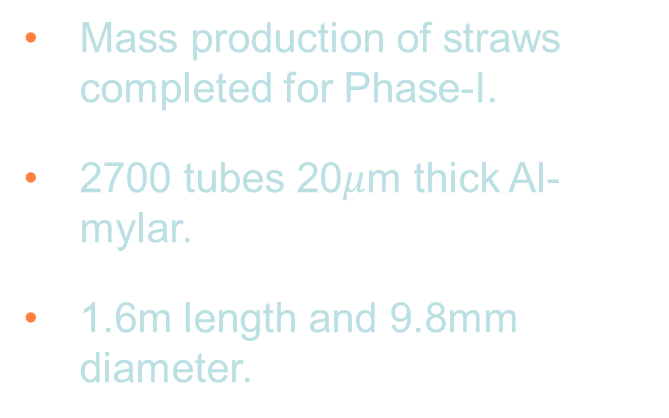 • Mass production of straws
completed for Phase-I.
• 2700 tubes 20𝜇m thick Al-
mylar.
• 1.6m length and 9.8mm
diameter.